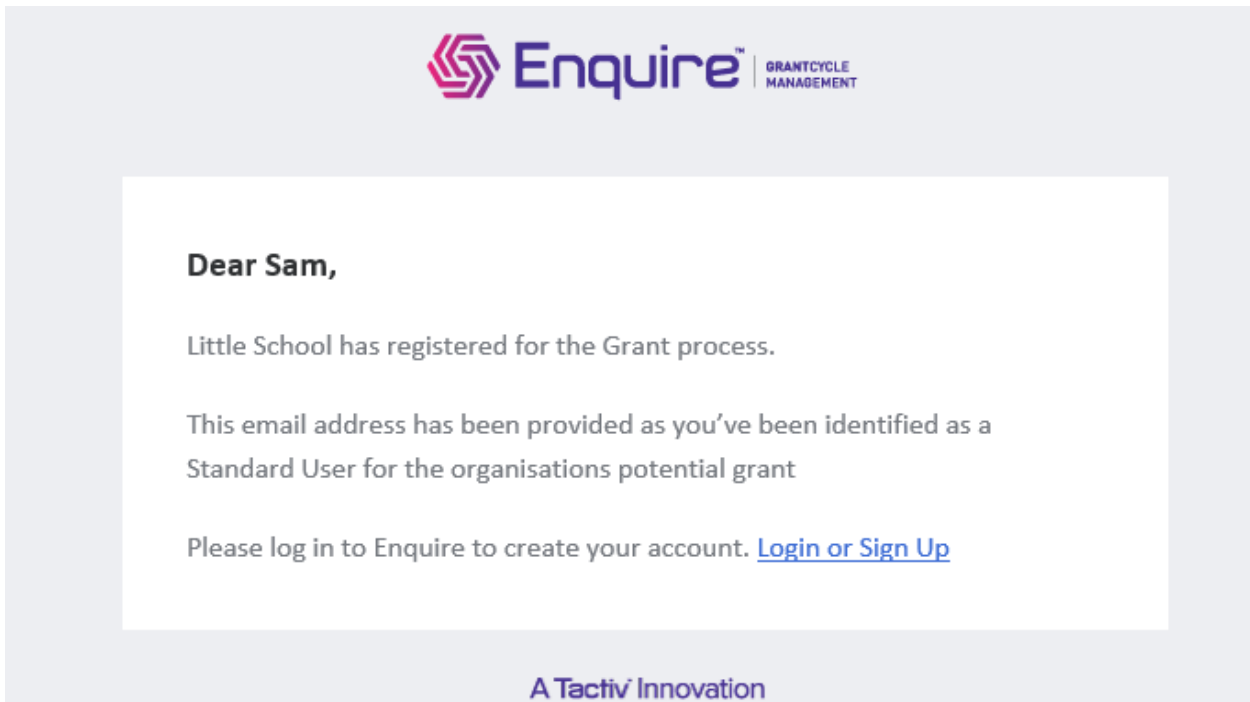 Enquire™ GRANTCYCLE
MANAGEMENT
Dear Sam,
Little School has registered for the Grant process.
This email address has been provided as you’ve been identified as a
Standard User for the organisations potential grant
Please log in to Enquire to create your account. Login or Sign Up
A Tactiv Innovation